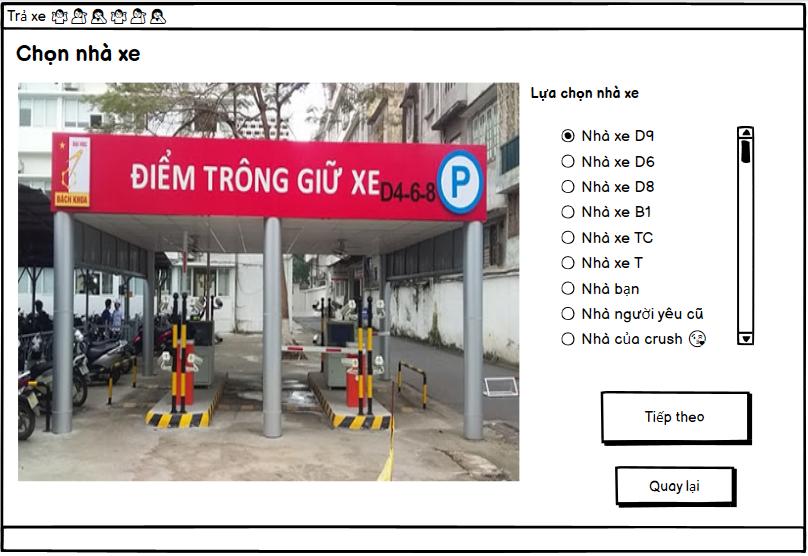 Trả xe
Chọn nhà xe
ĐẠI HỌC
BÁCH KHOA
ĐIỂM TRÔNG GIỮ XE
D4-6-8
P
Lựa chọn nhà xe
Nhà xe D9
Nhà xe D6
Nhà xe D8
Nhà xe B1
Nhà xe TC
Nhà xe T
Nhà bạn
Nhà người yêu cũ
Nhà của crush 😘
Tiếp theo
Quay lại